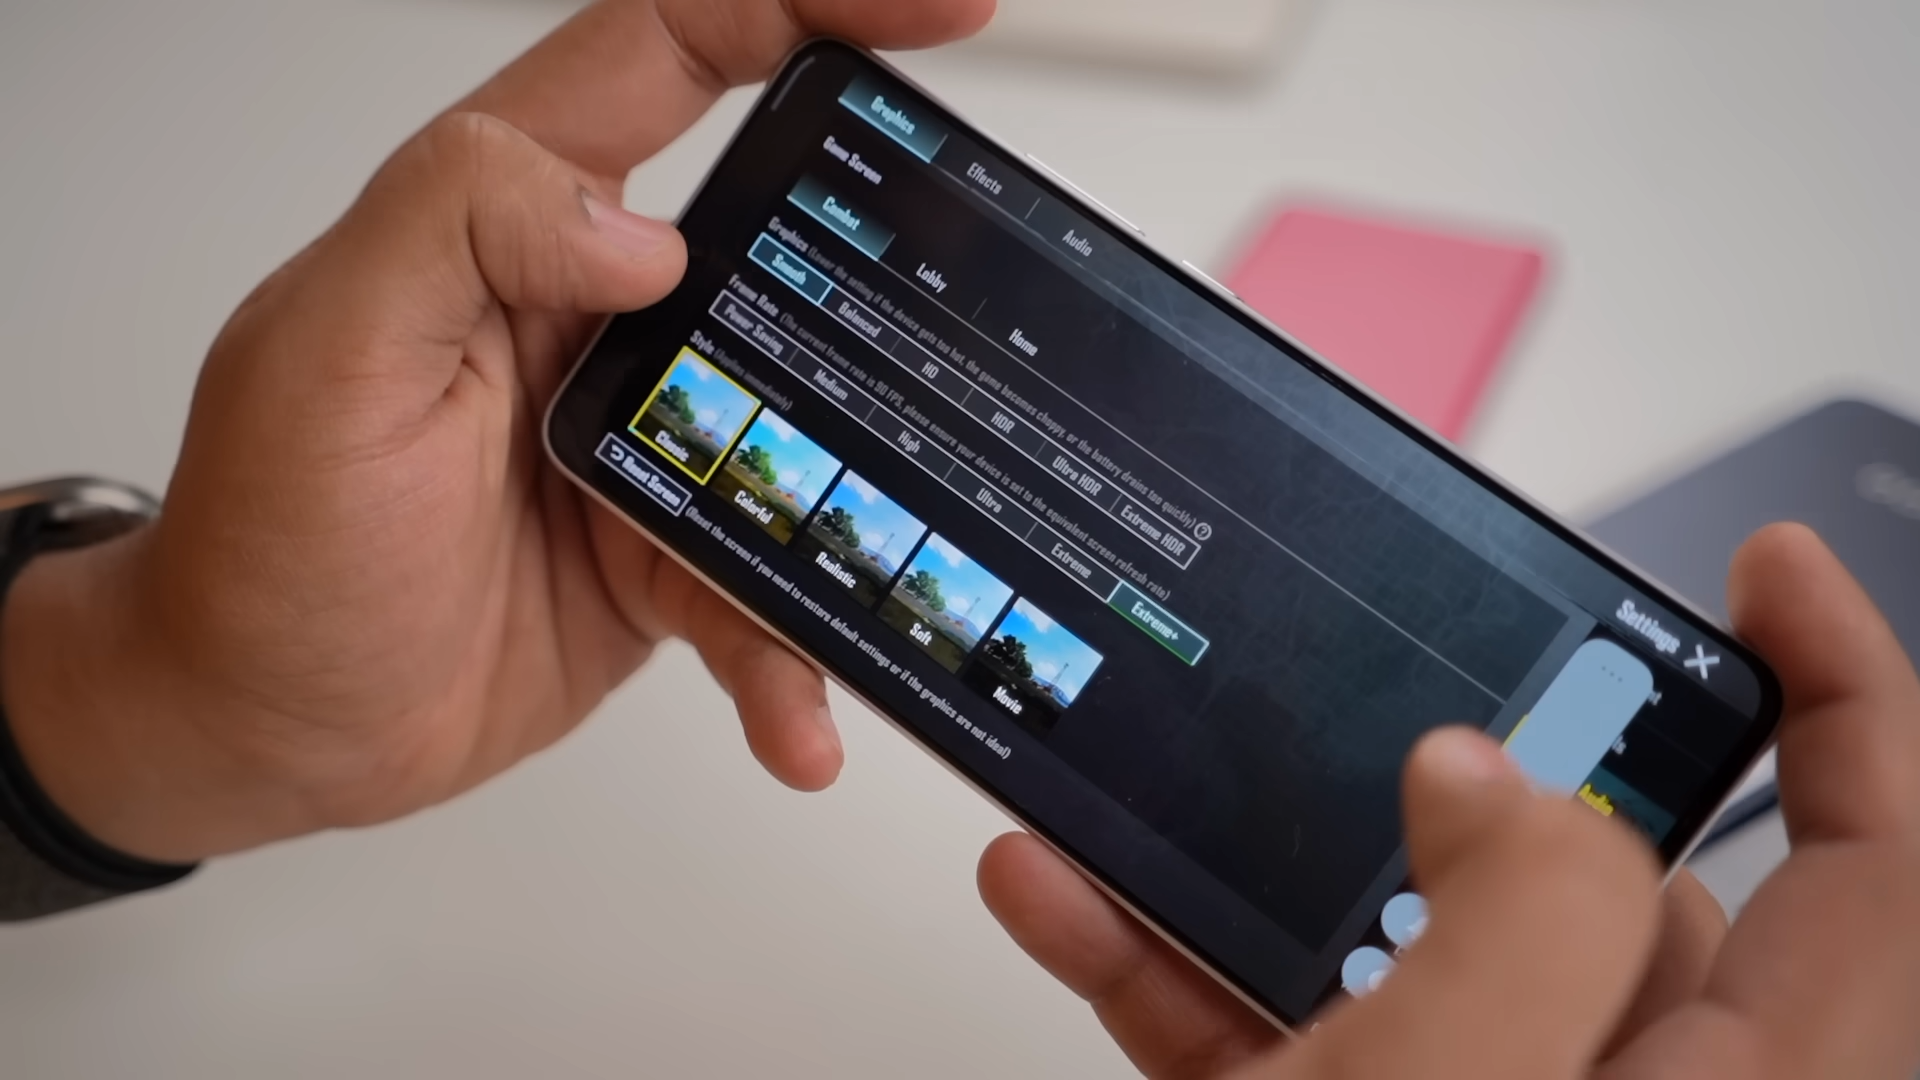 Graphics Effects Audio
Game Screen
Combat Lobby Home
Graphics (Lower the setting if the device gets too hot, the game becomes choppy, or the battery drains too quickly) ?
Smooth Balanced HD HDR Ultra HDR Extreme HDR
Frame Rate (The current frame rate is 90 FPS, please ensure your device is set to the equivalent screen refresh rate)
Power Saving Medium High Ultra Extreme Extreme+
Style (Applies immediately)
Classic Colorful Realistic Soft Movie
Reset Screen (Reset the screen if you need to restore default settings or if the graphics are not ideal)
Settings
Audio